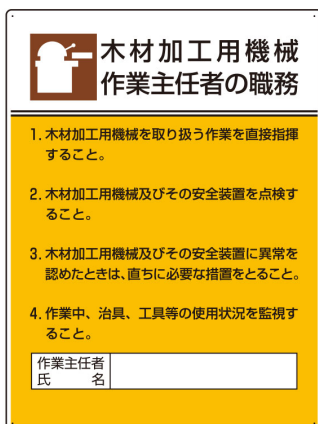 木材加工用機械
作業主任者の職務
1. 木材加工用機械を取り扱う作業を直接指揮
すること。
2. 木材加工用機械及びその安全装置を点検す
ること。
3. 木材加工用機械及びその安全装置に異常を
認めたときは、直ちに必要な措置をとること。
4. 作業中、治具、工具等の使用状況を監視す
ること。
作業主任者
氏　　名